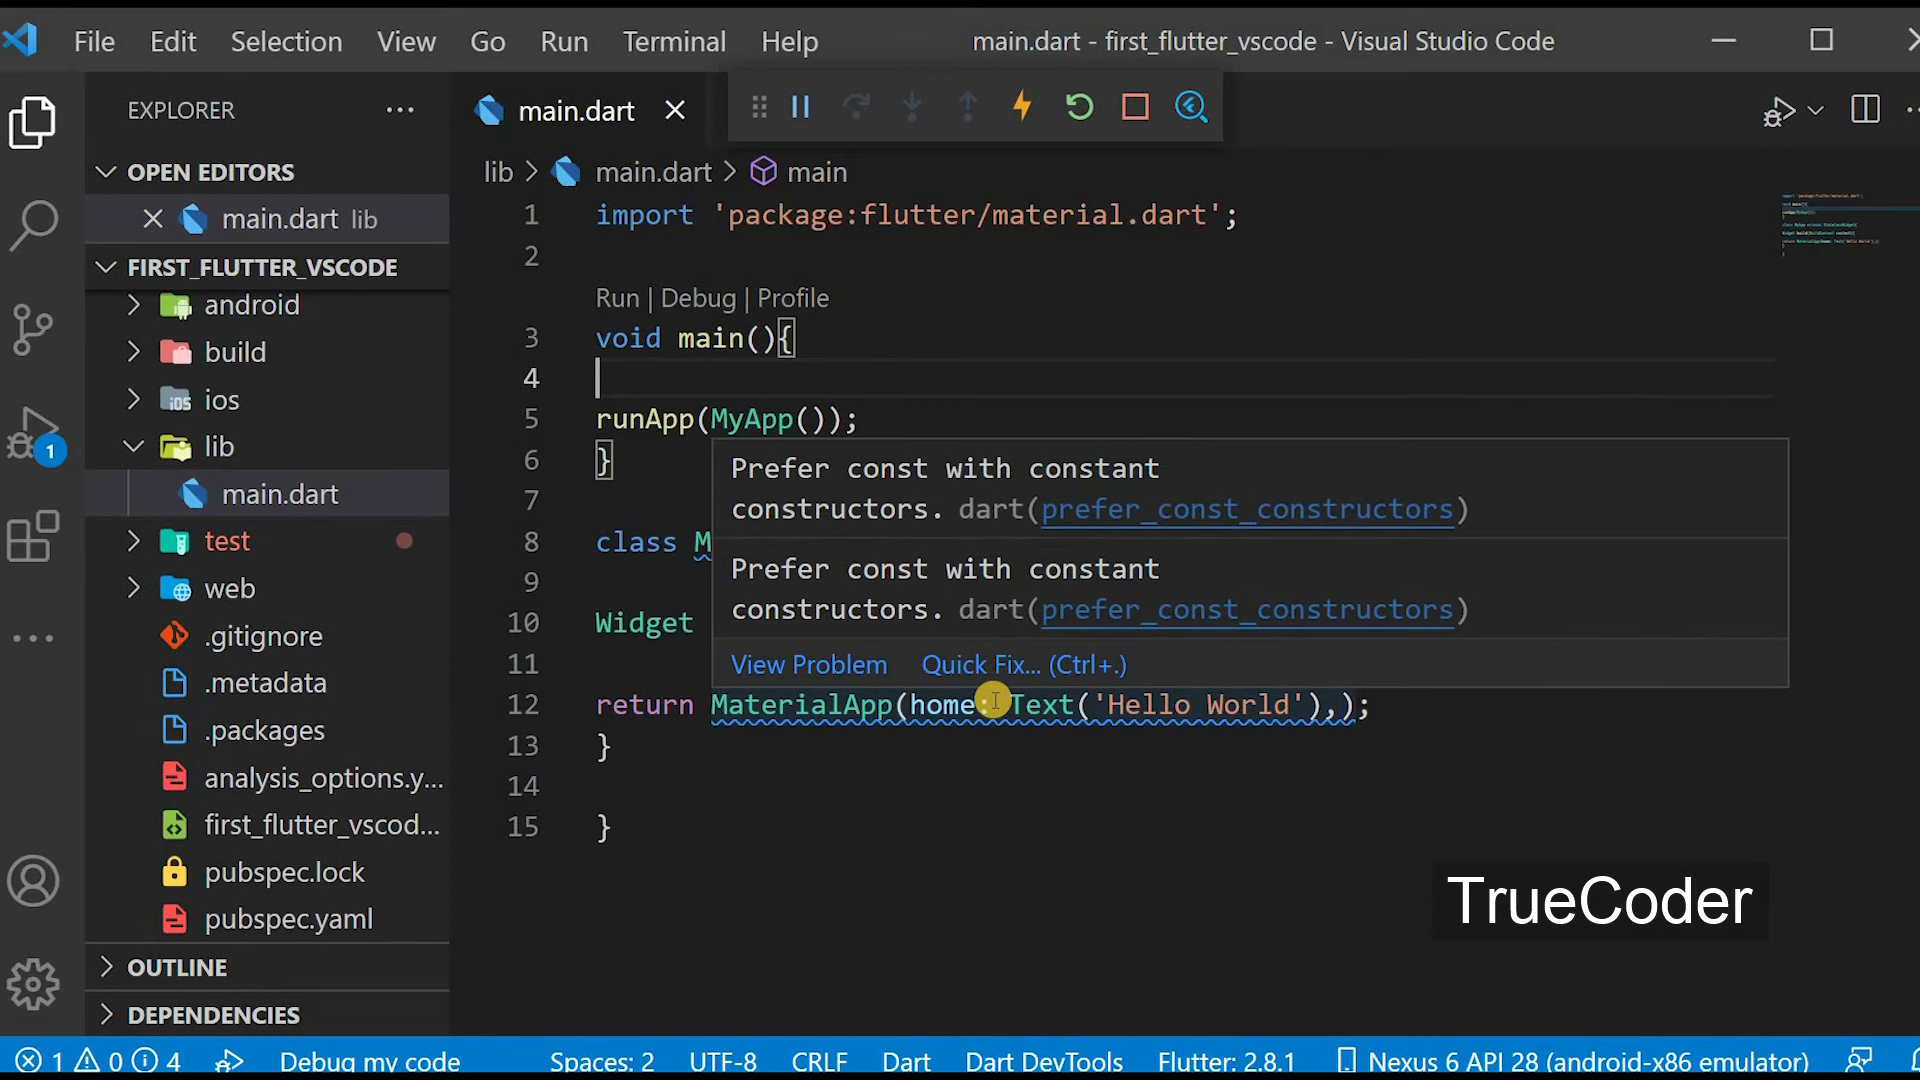 File Edit Selection View Go Run Terminal Help main.dart - first_flutter_vscode - Visual Studio Code
EXPLORER
main.dart
OPEN EDITORS
main.dart lib
FIRST_FLUTTER_VSCODE
android
build
ios
lib
main.dart
test
web
.gitignore
.metadata
.packages
analysis_options.y...
first_flutter_vscod...
pubspec.lock
pubspec.yaml
OUTLINE
DEPENDENCIES
1
lib > main.dart > main
1 import 'package:flutter/material.dart';
2
Run | Debug | Profile
3 void main(){
4
5 runApp(MyApp());
6 }
7
8 class M
9
10 Widget
11
12 return MaterialApp(home: Text('Hello World'),);
13 }
14
15 }
Prefer const with constant
constructors. dart(prefer_const_constructors)
Prefer const with constant
constructors. dart(prefer_const_constructors)
View Problem Quick Fix... (Ctrl+.)
TrueCoder
1 0 4 Debug my code Spaces: 2 UTF-8 CRLF Dart Dart DevTools Flutter: 2.8.1 Nexus 6 API 28 (android-x86 emulator)